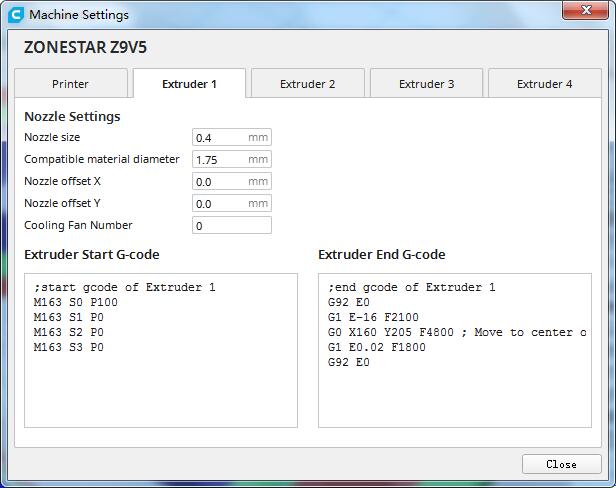 Machine Settings
ZONESTAR Z9V5
Printer
Extruder 1
Extruder 2
Extruder 3
Extruder 4
Nozzle Settings
Nozzle size 0.4 mm
Compatible material diameter 1.75 mm
Nozzle offset X 0.0 mm
Nozzle offset Y 0.0 mm
Cooling Fan Number 0
Extruder Start G-code
;start gcode of Extruder 1
M163 S0 P100
M163 S1 P0
M163 S2 P0
M163 S3 P0
Extruder End G-code
;end gcode of Extruder 1
G92 E0
G1 E-16 F2100
G0 X160 Y205 F4800 ; Move to center o
G1 E0.02 F1800
G92 E0
Close